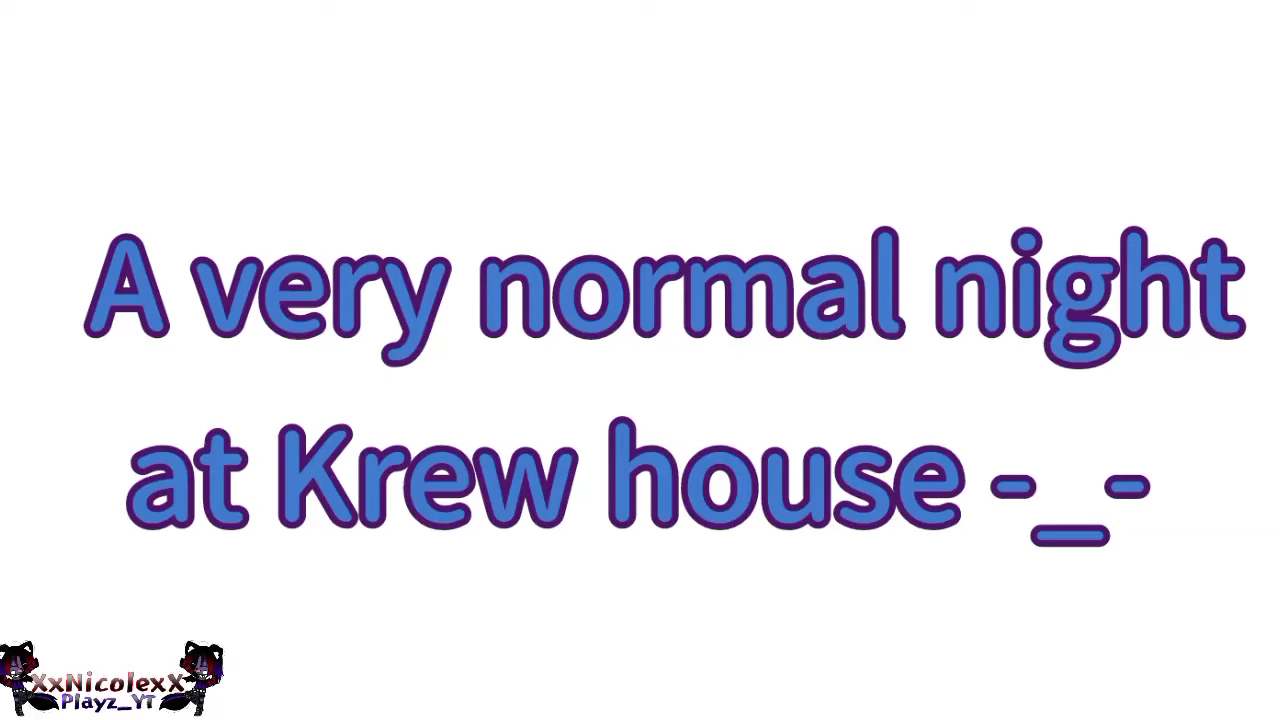 A very normal night
at Krew house -_-
XxNicolexX
Playz_YT